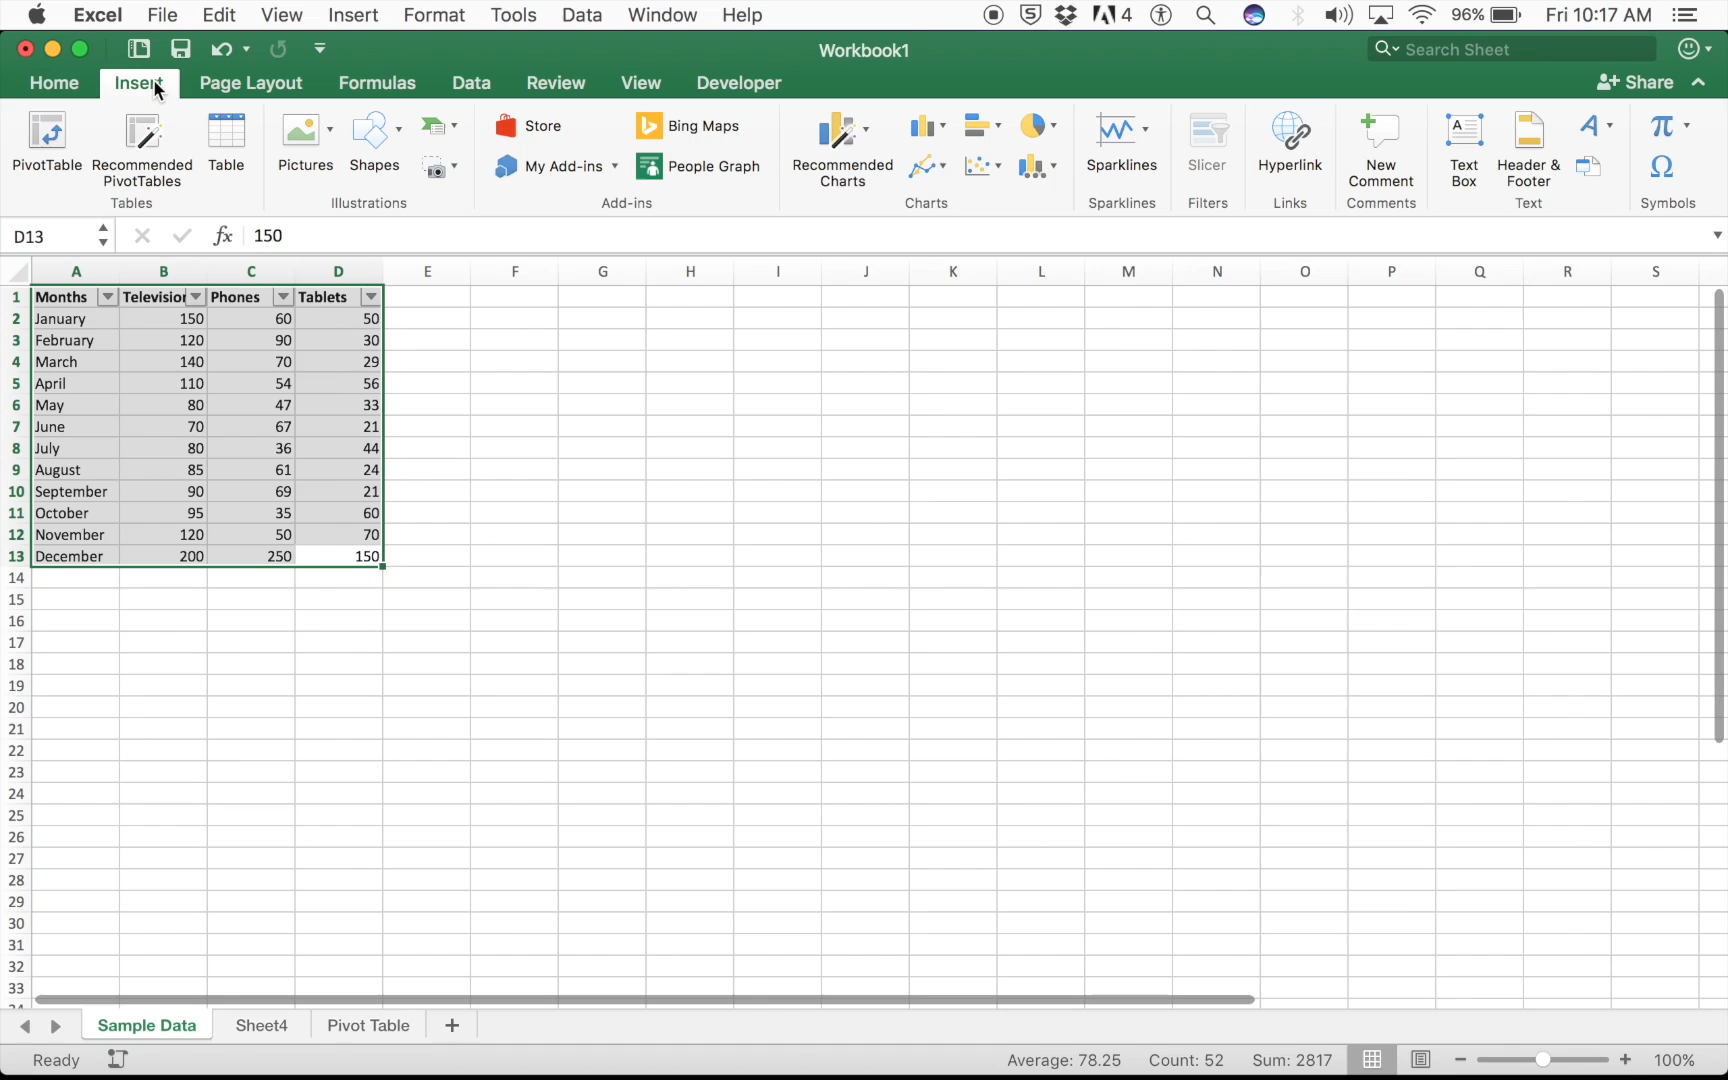 Excel File Edit View Insert Format Tools Data Window Help 4 96% Fri 10:17 AM
Workbook1 Search Sheet
Home Insert Page Layout Formulas Data Review View Developer Share
Store Bing Maps
My Add-ins People Graph
PivotTable Recommended PivotTables Table Pictures Shapes Recommended Charts Sparklines Slicer Hyperlink New Comment Text Box Header & Footer
Tables Illustrations Add-ins Charts Sparklines Filters Links Comments Text Symbols
D13 fx 150
A B C D E F G H I J K L M N O P Q R S
1 Months Television Phones Tablets
2 January 150 60 50
3 February 120 90 30
4 March 140 70 29
5 April 110 54 56
6 May 80 47 33
7 June 70 67 21
8 July 80 36 44
9 August 85 61 24
10 September 90 69 21
11 October 95 35 60
12 November 120 50 70
13 December 200 250 150
14
15
16
17
18
19
20
21
22
23
24
25
26
27
28
29
30
31
32
33
Sample Data Sheet4 Pivot Table +
Ready Average: 78.25 Count: 52 Sum: 2817 100%